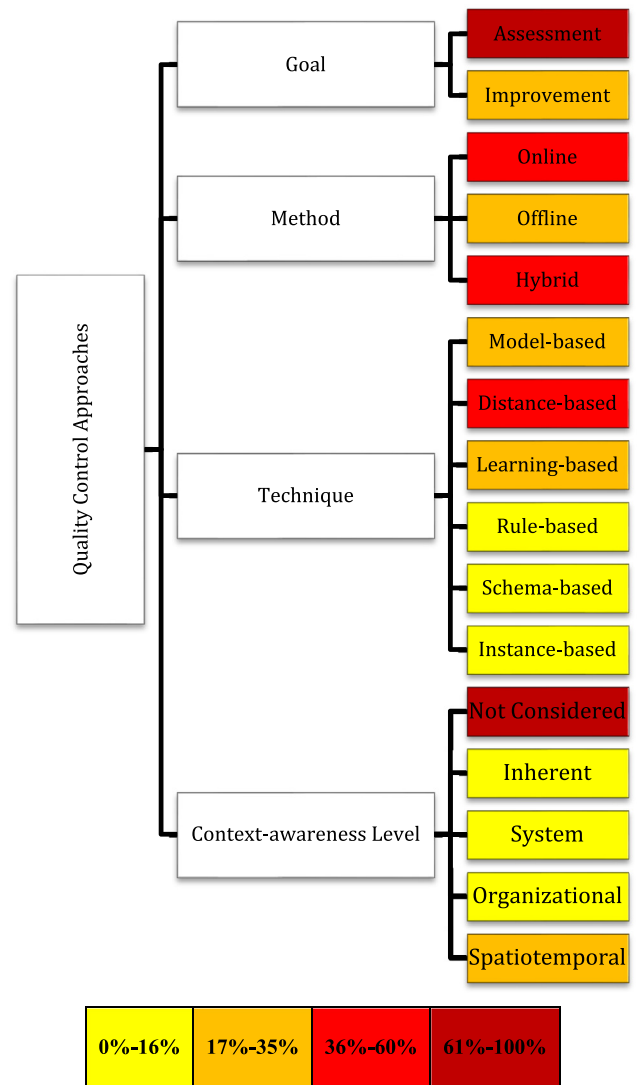 Quality Control Approaches
Goal
Assessment
Improvement
Method
Online
Offline
Hybrid
Technique
Model-based
Distance-based
Learning-based
Rule-based
Schema-based
Instance-based
Context-awareness Level
Not Considered
Inherent
System
Organizational
Spatiotemporal
0%-16% 17%-35% 36%-60% 61%-100%